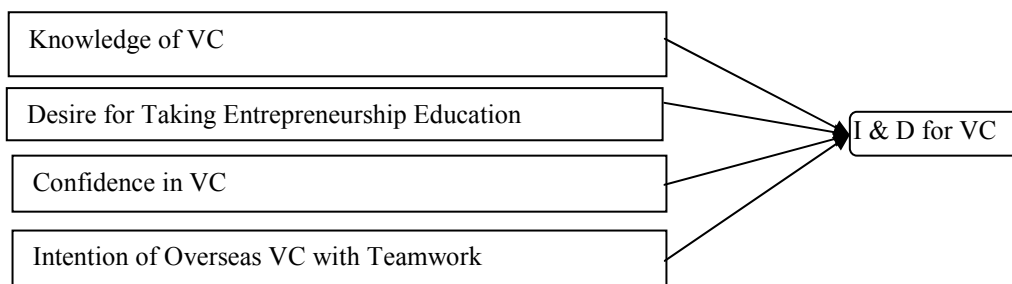 Knowledge of VC
Desire for Taking Entrepreneurship Education
I & D for VC
Confidence in VC
Intention of Overseas VC with Teamwork